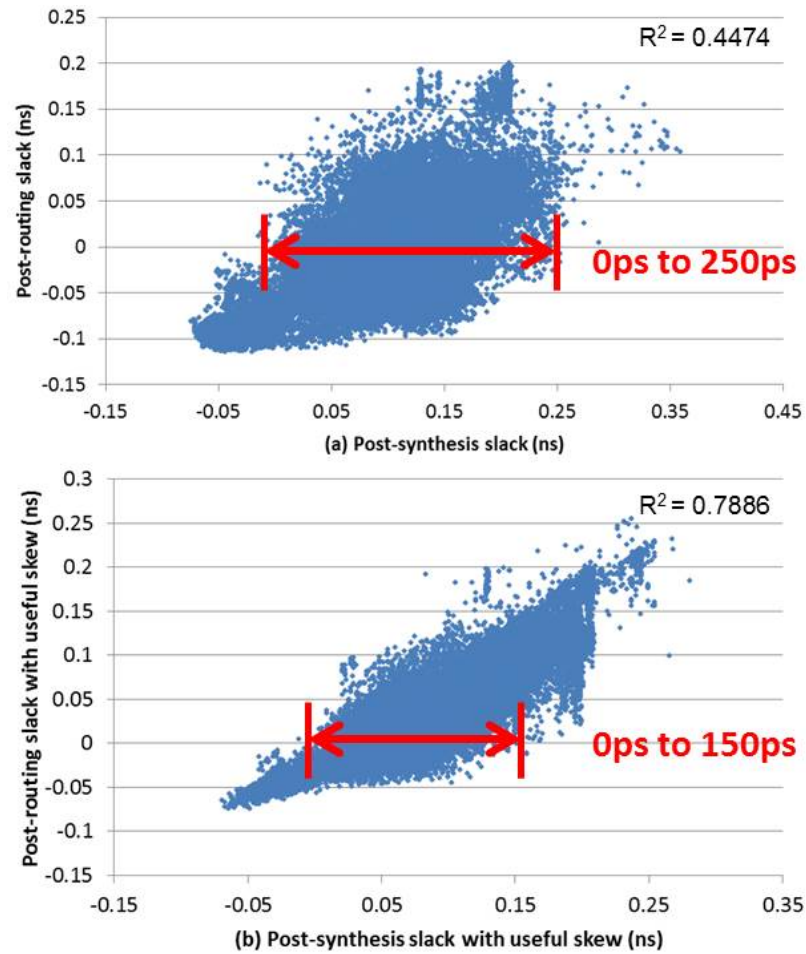 R² = 0.4474
Post-routing slack (ns)
0.25
0.2
0.15
0.1
0.05
0
-0.05
-0.1
-0.15
0ps to 250ps
-0.15 -0.05 0.05 0.15 0.25 0.35 0.45
(a) Post-synthesis slack (ns)
R² = 0.7886
Post-routing slack with useful skew (ns)
0.3
0.25
0.2
0.15
0.1
0.05
0
-0.05
-0.1
-0.15
0ps to 150ps
-0.15 -0.05 0.05 0.15 0.25 0.35
(b) Post-synthesis slack with useful skew (ns)